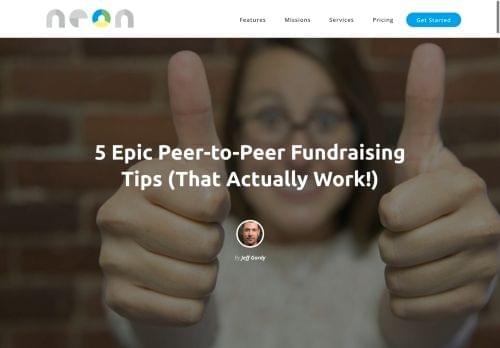 neon
Features Missions Services Pricing Get Started
5 Epic Peer-to-Peer Fundraising
Tips (That Actually Work!)
By Jeff Gordy